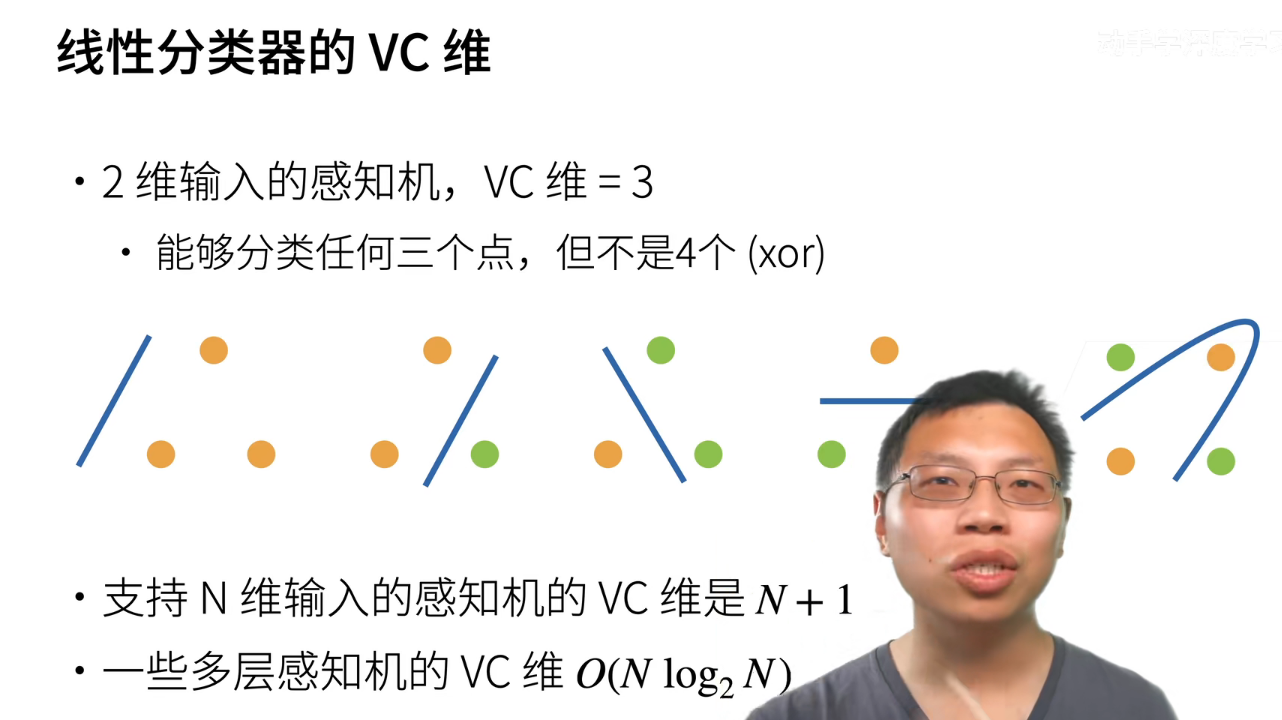 线性分类器的 VC 维
• 2 维输入的感知机，VC 维 = 3
• 能够分类任何三个点，但不是4个 (xor)
• 支持 N 维输入的感知机的 VC 维是 N + 1
• 一些多层感知机的 VC 维 O(N log₂ N)